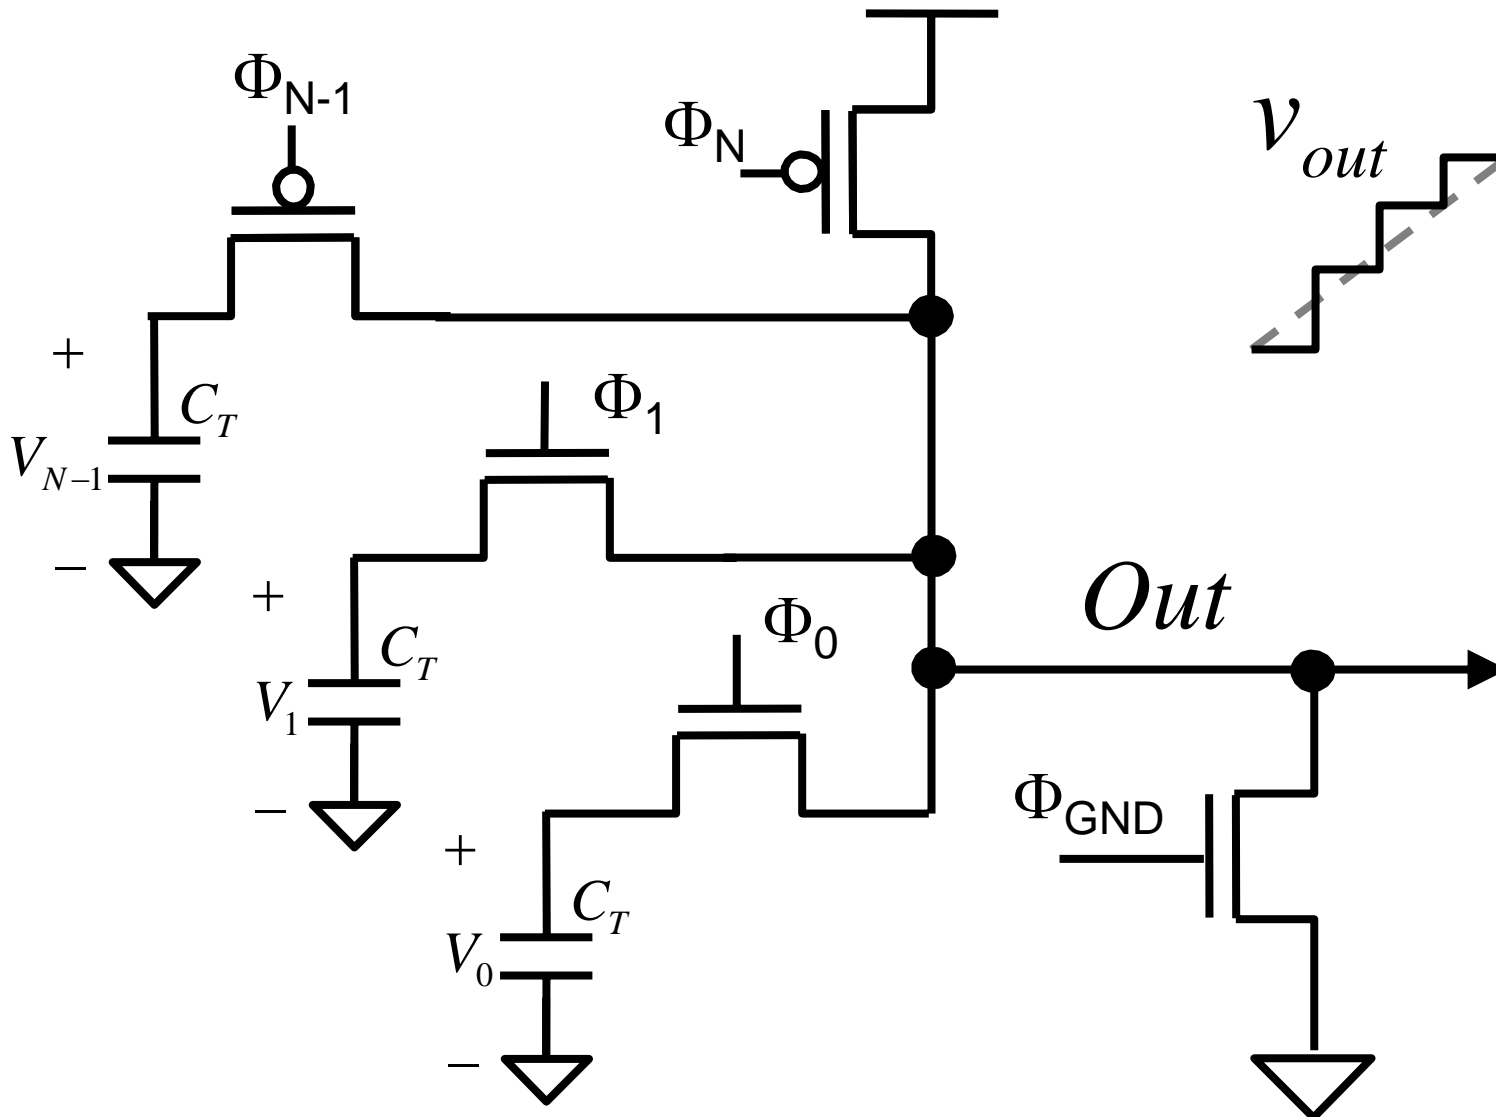 Φ_N-1
Φ_N
v_out
+
C_T
V_N−1
−
Φ_1
+
C_T
V_1
−
Φ_0
Out
+
C_T
V_0
−
Φ_GND